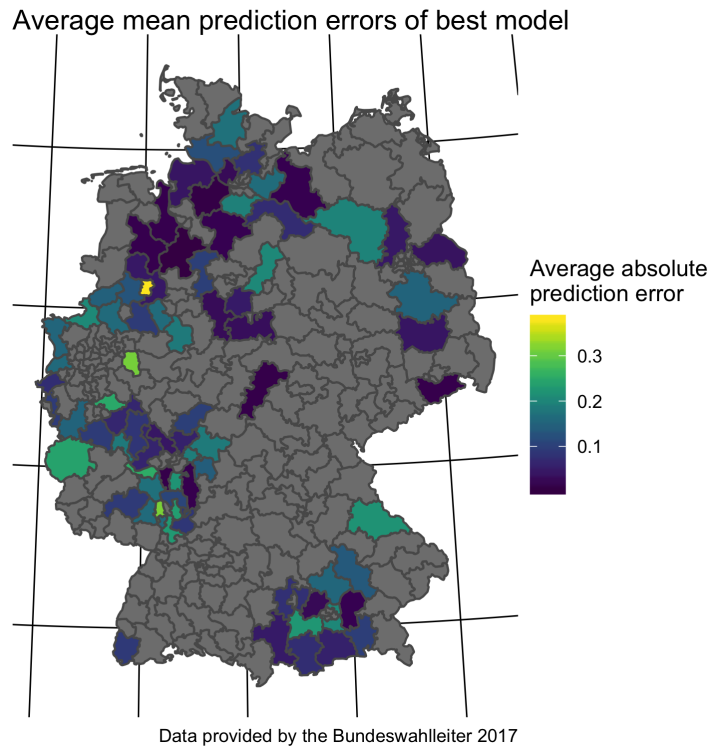 Average mean prediction errors of best model
Average absolute
prediction error
0.3
0.2
0.1
Data provided by the Bundeswahlleiter 2017